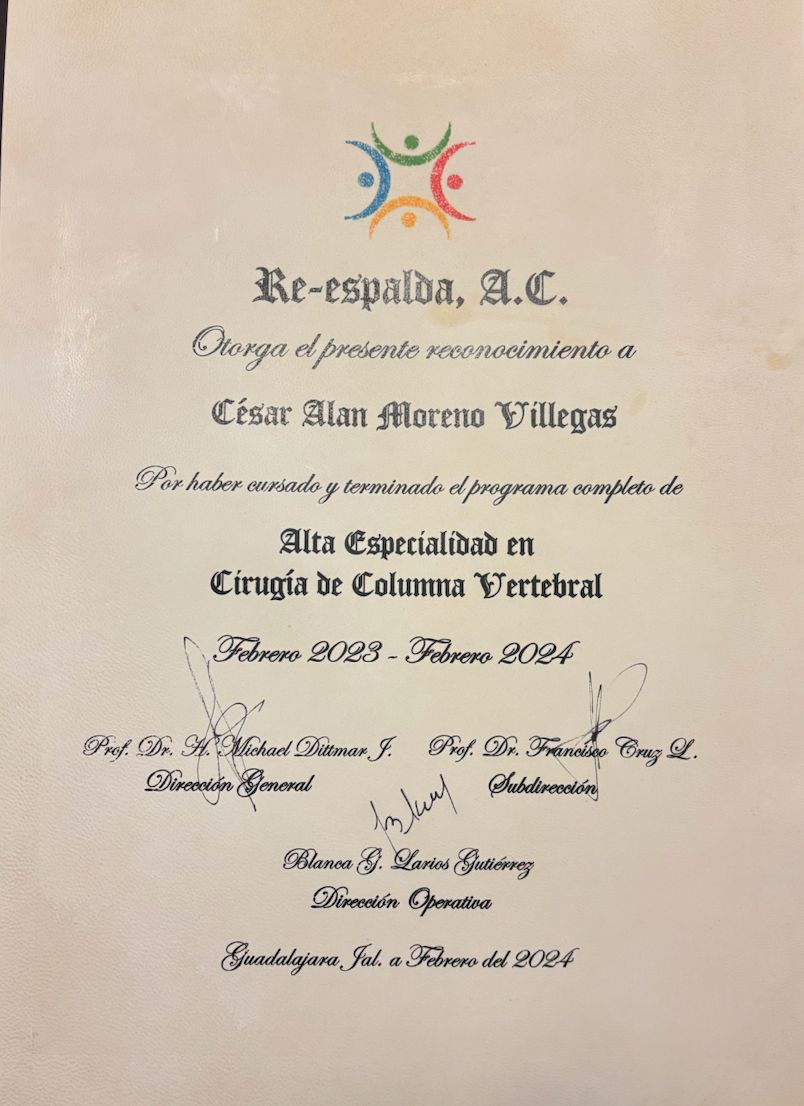 Re-espalda, A.C.
Otorga el presente reconocimiento a
César Alan Moreno Villegas
Por haber cursado y terminado el programa completo de
Alta Especialidad en
Cirugía de Columna Vertebral
Febrero 2023 - Febrero 2024
Prof. Dr. H. Michael Dittmar J. Prof. Dr. Francisco Cruz L.
Dirección General Subdirección
Blanca G. Larios Gutiérrez
Dirección Operativa
Guadalajara Jal. a Febrero del 2024